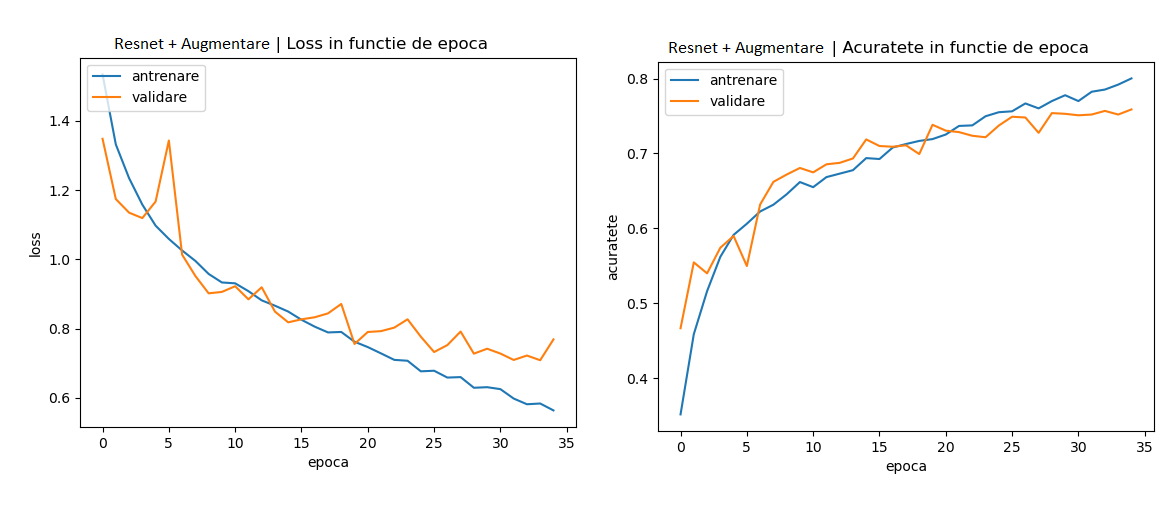 Resnet + Augmentare | Loss in functie de epoca
antrenare
validare
1.4
1.2
1.0
0.8
0.6
loss
0 5 10 15 20 25 30 35
epoca
Resnet + Augmentare | Acuratete in functie de epoca
antrenare
validare
0.8
0.7
0.6
0.5
0.4
acuratete
0 5 10 15 20 25 30 35
epoca